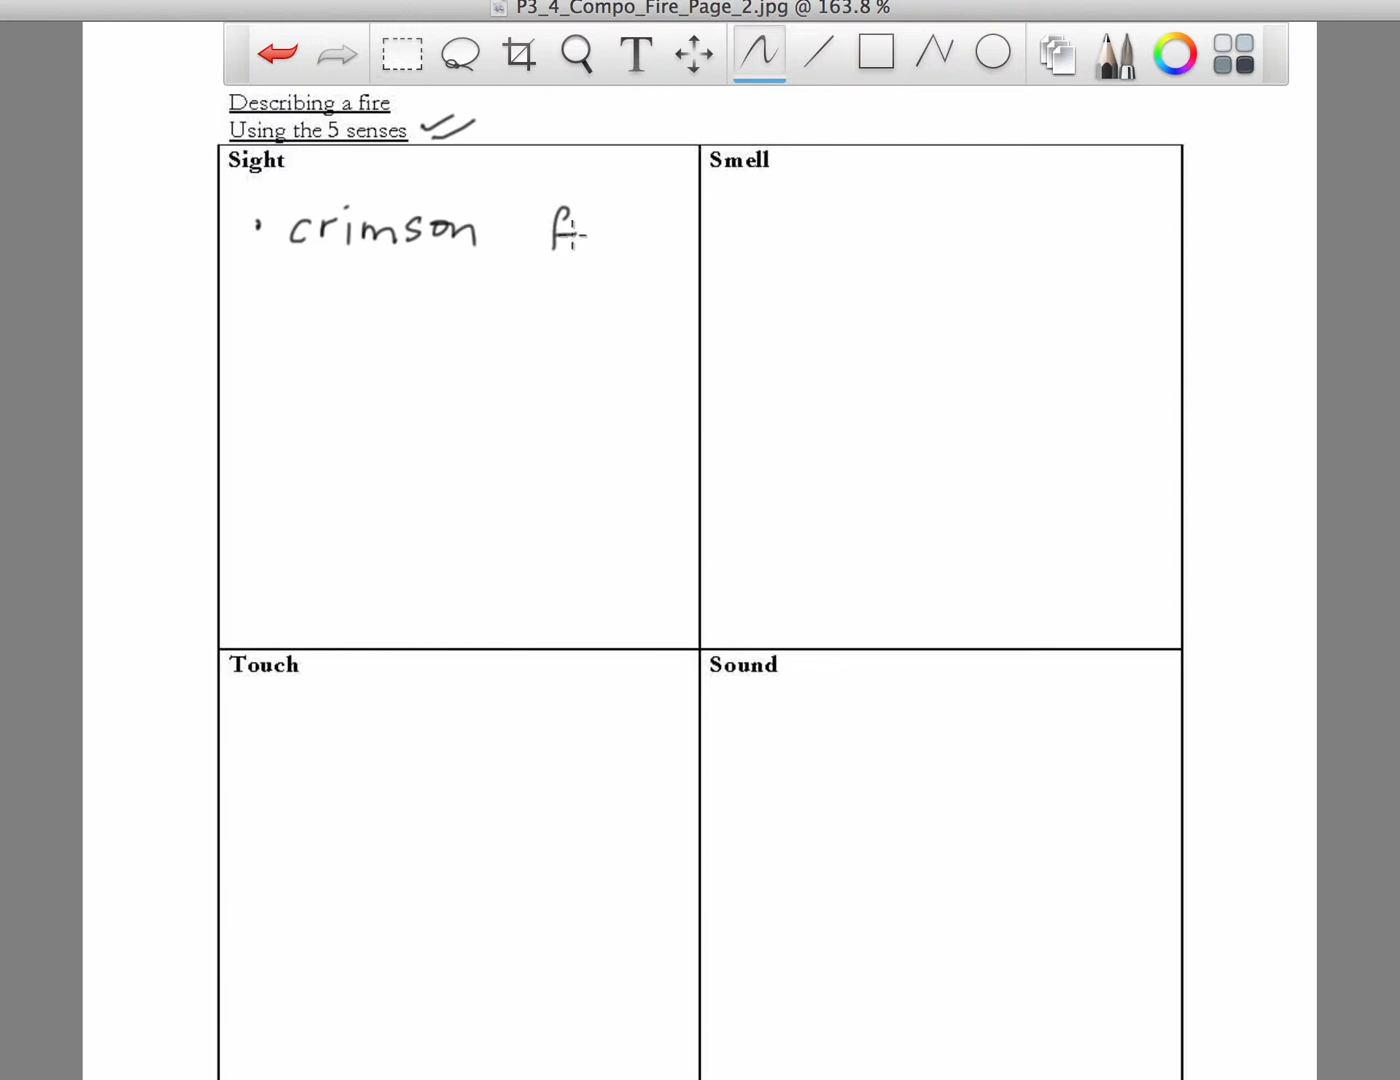 P3_4_Compo_Fire_Page_2.jpg @ 163.8 %
T
Describing a fire
Using the 5 senses
Sight
Smell
· crimson f
Touch
Sound